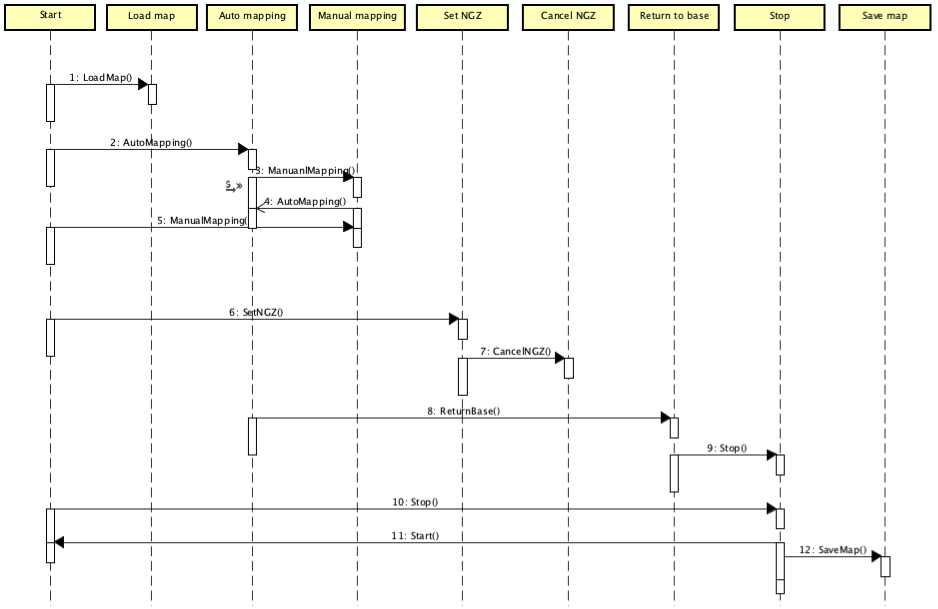 Start
Load map
Auto mapping
Manual mapping
Set NGZ
Cancel NGZ
Return to base
Stop
Save map
1: LoadMap()
2: AutoMapping()
3: ManuanlMapping()
4: AutoMapping()
5: ManualMapping(
6: SetNGZ()
7: CancelNGZ()
8: ReturnBase()
9: Stop()
10: Stop()
11: Start()
12: SaveMap()